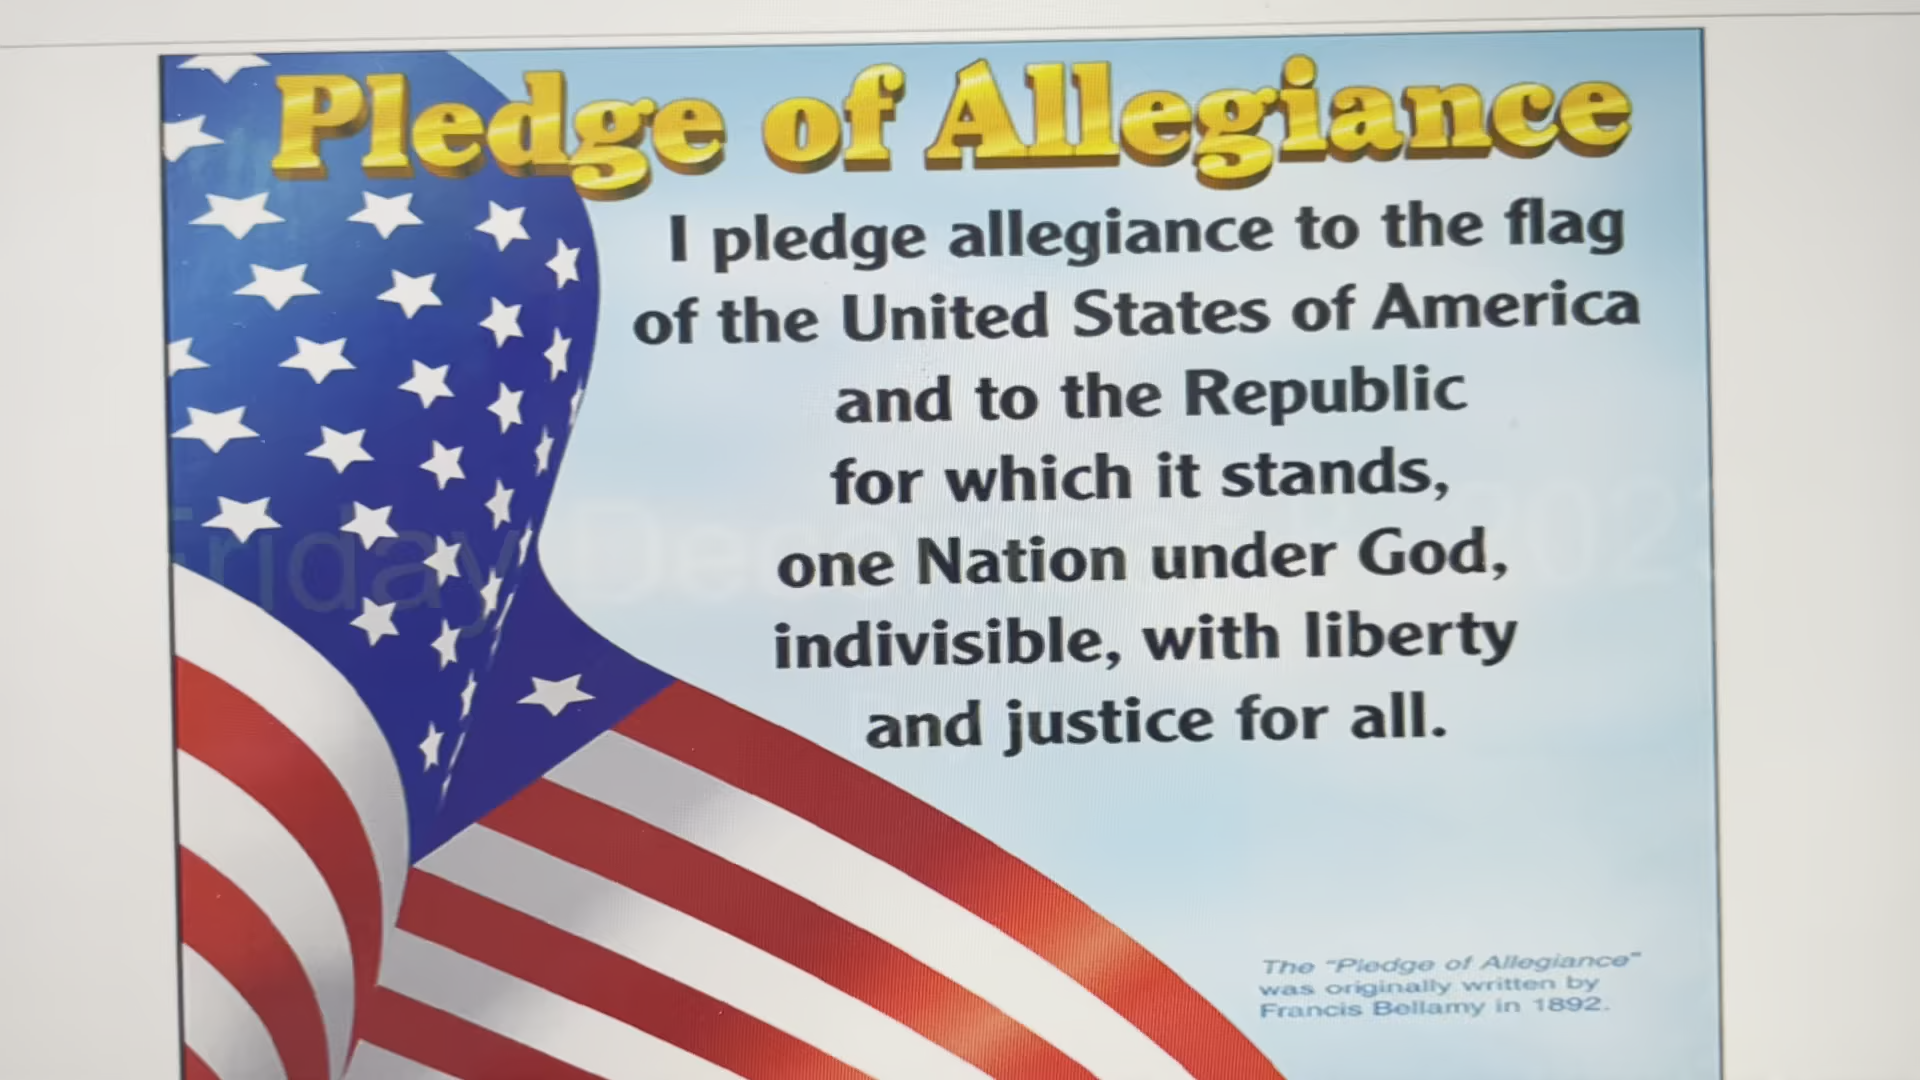 Pledge of Allegiance
I pledge allegiance to the flag
of the United States of America
and to the Republic
for which it stands,
one Nation under God,
indivisible, with liberty
and justice for all.
Friday
The "Pledge of Allegiance"
was originally written by
Francis Bellamy in 1892.